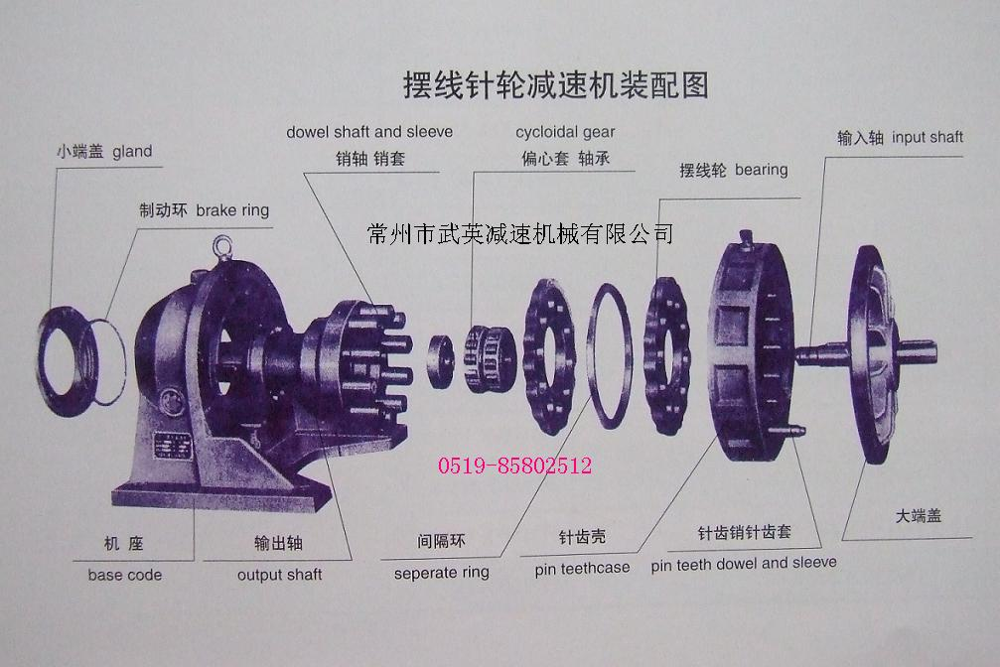 摆线针轮减速机装配图
dowel shaft and sleeve
销轴 销套
cycloidal gear
偏心套 轴承
输入轴 input shaft
小端盖 gland
摆线轮 bearing
制动环 brake ring
常州市武英减速机械有限公司
0519-85802512
机 座
base code
输出轴
output shaft
间隔环
seperate ring
针齿壳
pin teethcase
针齿销针齿套
pin teeth dowel and sleeve
大端盖